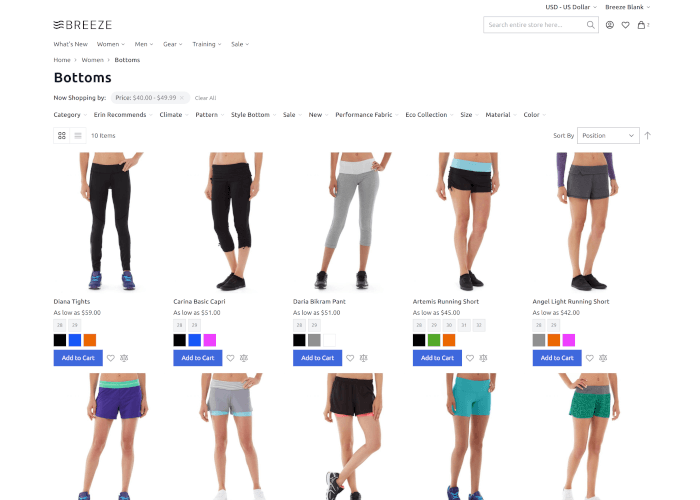 USD - US Dollar Breeze Blank
BREEZE
Search entire store here...
2
What's New Women Men Gear Training Sale
Home > Women > Bottoms
Bottoms
Now Shopping by: Price: $40.00 - $49.99 Clear All
Category Erin Recommends Climate Pattern Style Bottom Sale New Performance Fabric Eco Collection Size Material Color
10 Items Sort By Position
Diana Tights Carina Basic Capri Daria Bikram Pant Artemis Running Short Angel Light Running Short
As low as $59.00 As low as $51.00 As low as $51.00 As low as $45.00 As low as $42.00
28 29 28 29 28 29 28 29 30 31 32 28 29
Add to Cart Add to Cart Add to Cart Add to Cart Add to Cart